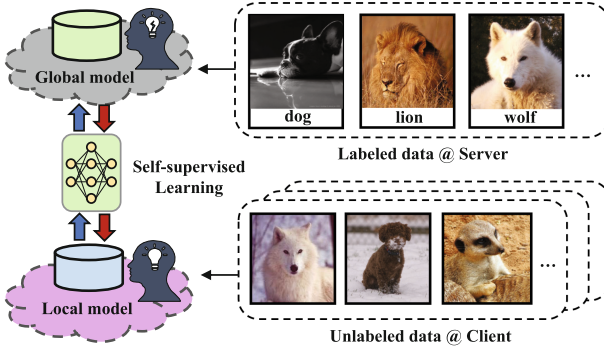 Global model
dog
lion
wolf
...
Labeled data @ Server
Self-supervised
Learning
Local model
...
Unlabeled data @ Client